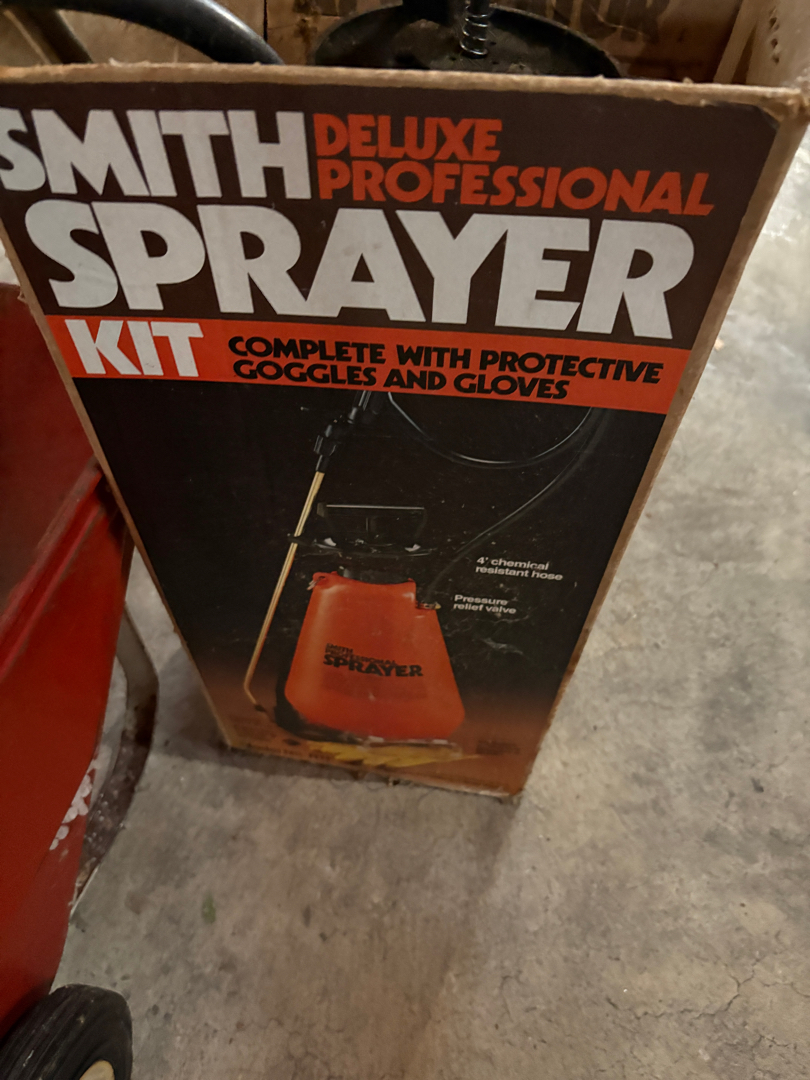 SMITH DELUXE PROFESSIONAL
SPRAYER
KIT COMPLETE WITH PROTECTIVE GOGGLES AND GLOVES
4' chemical
resistant hose
Pressure
relief valve
SMITH
PROFESSIONAL
SPRAYER